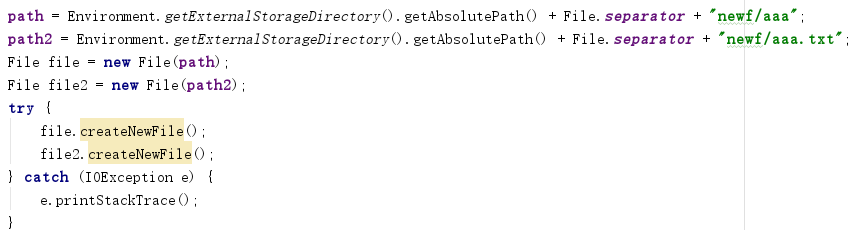 path = Environment.getExternalStorageDirectory().getAbsolutePath() + File.separator + "newf/aaa";
path2 = Environment.getExternalStorageDirectory().getAbsolutePath() + File.separator + "newf/aaa.txt";
File file = new File(path);
File file2 = new File(path2);
try {
    file.createNewFile();
    file2.createNewFile();
} catch (IOException e) {
    e.printStackTrace();
}